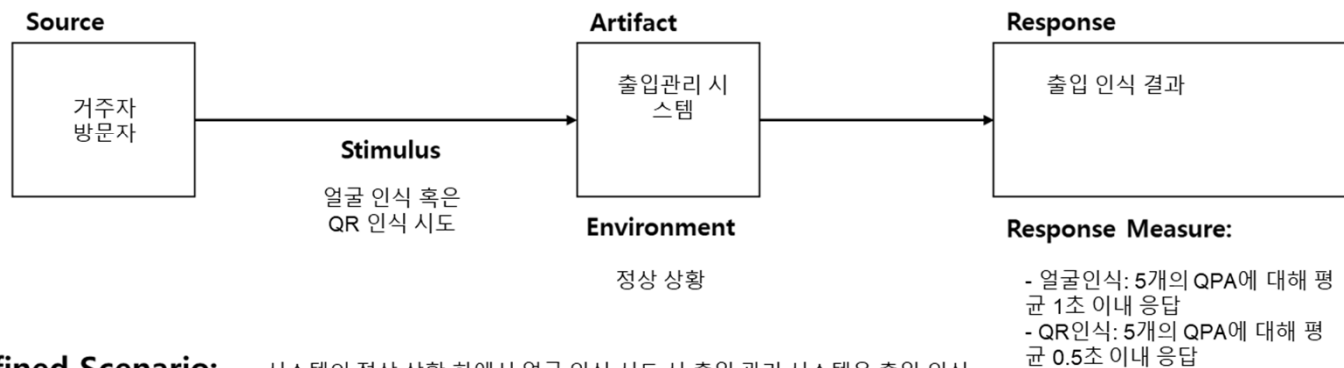 Source
거주자
방문자
Stimulus
얼굴 인식 혹은
QR 인식 시도
Artifact
출입관리 시
스템
Environment
정상 상황
Response
출입 인식 결과
Response Measure:
- 얼굴인식: 5개의 QPA에 대해 평
균 1초 이내 응답
- QR인식: 5개의 QPA에 대해 평
균 0.5초 이내 응답
fined Scenario: